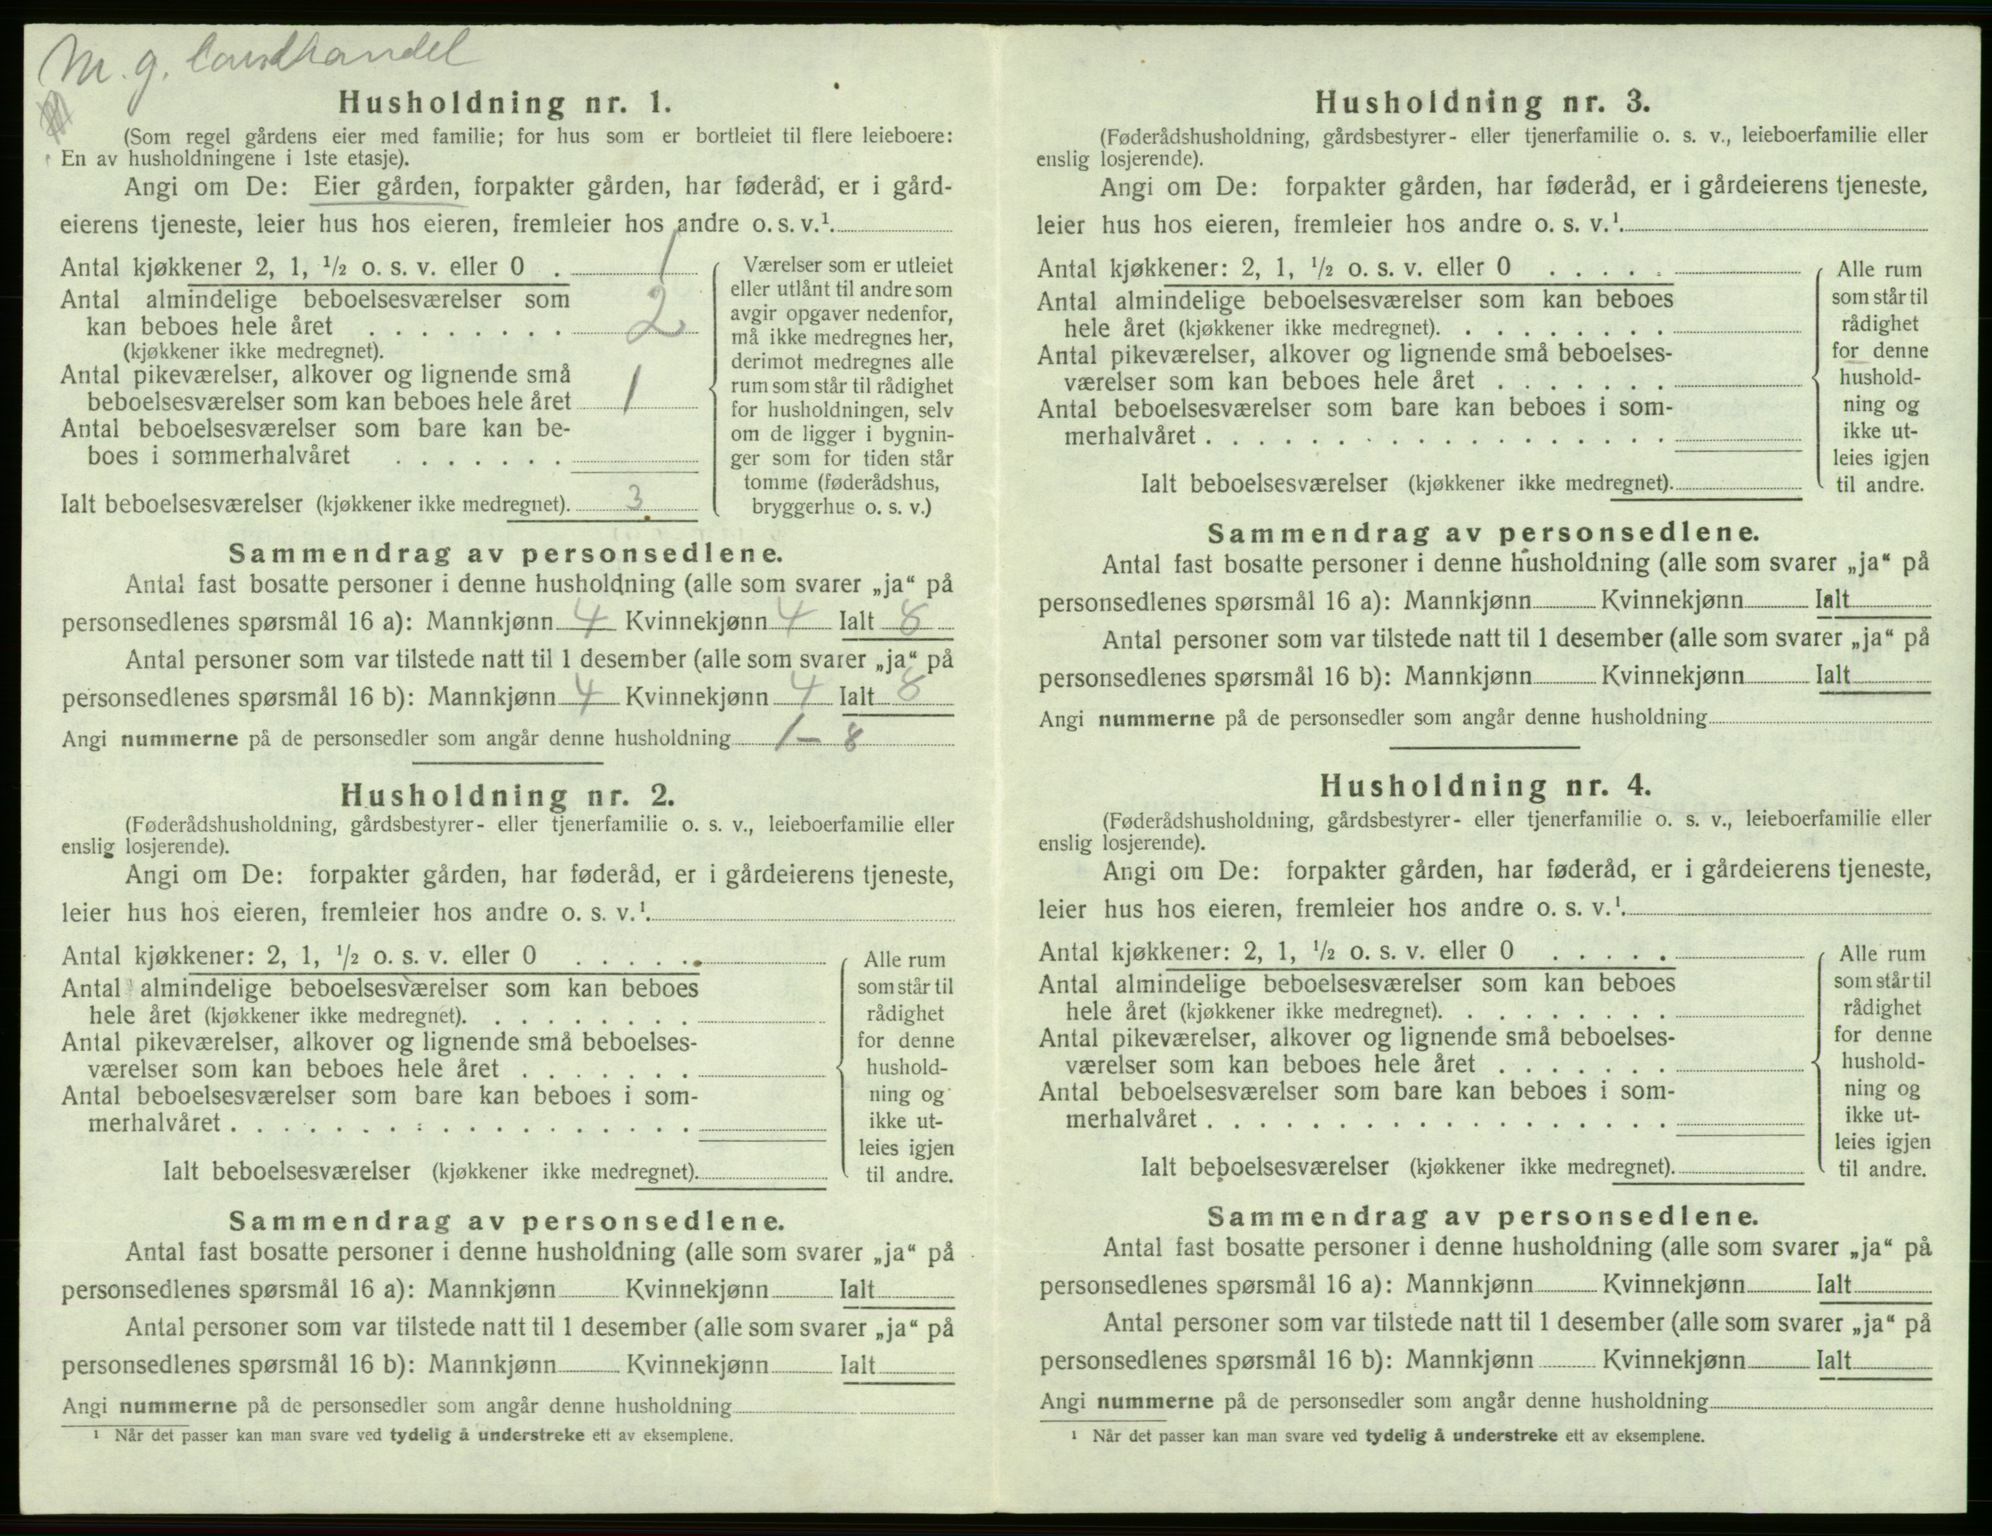 M. g. landhandel
Husholdning nr. 1.
(Som regel gårdens eier med familie; for hus som er bortleiet til flere leieboere:
En av husholdningene i 1ste etasje).
Angi om De: Eier gården, forpakter gården, har føderåd, er i gård-
eierens tjeneste, leier hus hos eieren, fremleier hos andre o. s. v.¹.
Antal kjøkkener 2, 1, ½ o. s. v. eller 0 . 1
Antal almindelige beboelsesværelser som
kan beboes hele året . . . . . . . . 2
(kjøkkener ikke medregnet).
Antal pikeværelser, alkover og lignende små
beboelsesværelser som kan beboes hele året 1
Antal beboelsesværelser som bare kan be-
boes i sommerhalvåret . . . . . . .
Ialt beboelsesværelser (kjøkkener ikke medregnet). 3
Værelser som er utleiet
eller utlånt til andre som
avgir opgaver nedenfor,
må ikke medregnes her,
derimot medregnes alle
rum som står til rådighet
for husholdningen, selv
om de ligger i bygnin-
ger som for tiden står
tomme (føderådshus,
bryggerhus o. s. v.)
Sammendrag av personsedlene.
Antal fast bosatte personer i denne husholdning (alle som svarer „ja“ på
personsedlenes spørsmål 16 a): Mannkjønn 4 Kvinnekjønn 4 Ialt 8
Antal personer som var tilstede natt til 1 desember (alle som svarer „ja“ på
personsedlenes spørsmål 16 b): Mannkjønn 4 Kvinnekjønn 4 Ialt 8
Angi nummerne på de personsedler som angår denne husholdning 1 - 8
Husholdning nr. 2.
(Føderådshusholdning, gårdsbestyrer- eller tjenerfamilie o. s. v., leieboerfamilie eller
enslig losjerende).
Angi om De: forpakter gården, har føderåd, er i gårdeierens tjeneste,
leier hus hos eieren, fremleier hos andre o. s. v.¹.
Antal kjøkkener: 2, 1, ½ o. s. v. eller 0 . . . . .
Antal almindelige beboelsesværelser som kan beboes
hele året (kjøkkener ikke medregnet). . . . . . . . .
Antal pikeværelser, alkover og lignende små beboelses-
værelser som kan beboes hele året . . . . . . .
Antal beboelsesværelser som bare kan beboes i som-
merhalvåret . . . . . . . . . . . . . . . . . .
Ialt beboelsesværelser (kjøkkener ikke medregnet).
Alle rum
som står til
rådighet
for denne
hushold-
ning og
ikke ut-
leies igjen
til andre.
Sammendrag av personsedlene.
Antal fast bosatte personer i denne husholdning (alle som svarer „ja“ på
personsedlenes spørsmål 16 a): Mannkjønn Kvinnekjønn Ialt
Antal personer som var tilstede natt til 1 desember (alle som svarer „ja“ på
personsedlenes spørsmål 16 b): Mannkjønn Kvinnekjønn Ialt
Angi nummerne på de personsedler som angår denne husholdning
¹ Når det passer kan man svare ved tydelig å understreke ett av eksemplene.
Husholdning nr. 3.
(Føderådshusholdning, gårdsbestyrer- eller tjenerfamilie o. s. v., leieboerfamilie eller
enslig losjerende).
Angi om De: forpakter gården, har føderåd, er i gårdeierens tjeneste,
leier hus hos eieren, fremleier hos andre o. s. v.¹.
Antal kjøkkener: 2, 1, ½ o. s. v. eller 0 . . . . .
Antal almindelige beboelsesværelser som kan beboes
hele året (kjøkkener ikke medregnet). . . . . . . . .
Antal pikeværelser, alkover og lignende små beboelses-
værelser som kan beboes hele året . . . . . . .
Antal beboelsesværelser som bare kan beboes i som-
merhalvåret . . . . . . . . . . . . . . . . . .
Ialt beboelsesværelser (kjøkkener ikke medregnet).
Alle rum
som står til
rådighet
for denne
hushold-
ning og
ikke ut-
leies igjen
til andre.
Sammendrag av personsedlene.
Antal fast bosatte personer i denne husholdning (alle som svarer „ja“ på
personsedlenes spørsmål 16 a): Mannkjønn Kvinnekjønn Ialt
Antal personer som var tilstede natt til 1 desember (alle som svarer „ja“ på
personsedlenes spørsmål 16 b): Mannkjønn Kvinnekjønn Ialt
Angi nummerne på de personsedler som angår denne husholdning
Husholdning nr. 4.
(Føderådshusholdning, gårdsbestyrer- eller tjenerfamilie o. s. v., leieboerfamilie eller
enslig losjerende).
Angi om De: forpakter gården, har føderåd, er i gårdeierens tjeneste,
leier hus hos eieren, fremleier hos andre o. s. v.¹.
Antal kjøkkener: 2, 1, ½ o. s. v. eller 0 . . . . .
Antal almindelige beboelsesværelser som kan beboes
hele året (kjøkkener ikke medregnet). . . . . . . . .
Antal pikeværelser, alkover og lignende små beboelses-
værelser som kan beboes hele året . . . . . . .
Antal beboelsesværelser som bare kan beboes i som-
merhalvåret . . . . . . . . . . . . . . . . . .
Ialt beboelsesværelser (kjøkkener ikke medregnet).
Alle rum
som står til
rådighet
for denne
hushold-
ning og
ikke ut-
leies igjen
til andre.
Sammendrag av personsedlene.
Antal fast bosatte personer i denne husholdning (alle som svarer „ja“ på
personsedlenes spørsmål 16 a): Mannkjønn Kvinnekjønn Ialt
Antal personer som var tilstede natt til 1 desember (alle som svarer „ja“ på
personsedlenes spørsmål 16 b): Mannkjønn Kvinnekjønn Ialt
Angi nummerne på de personsedler som angår denne husholdning
¹ Når det passer kan man svare ved tydelig å understreke ett av eksemplene.